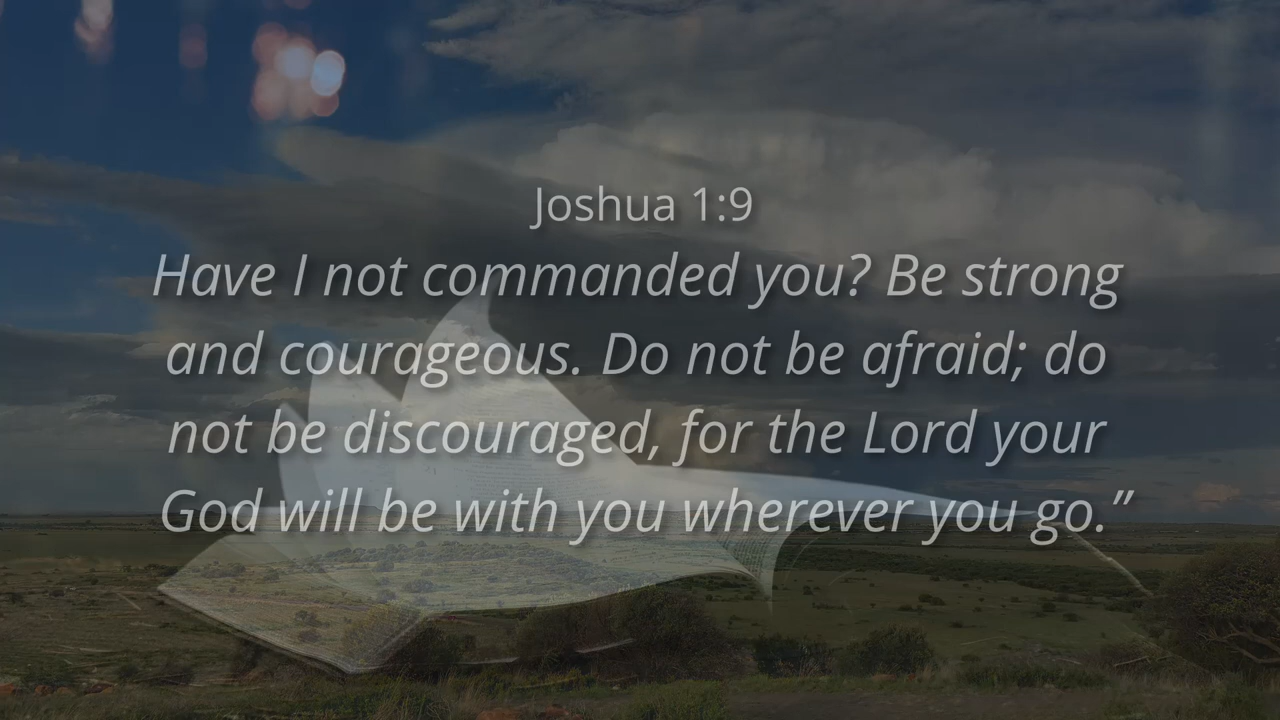 Joshua 1:9
Have I not commanded you? Be strong
and courageous. Do not be afraid; do
not be discouraged, for the Lord your
God will be with you wherever you go.”